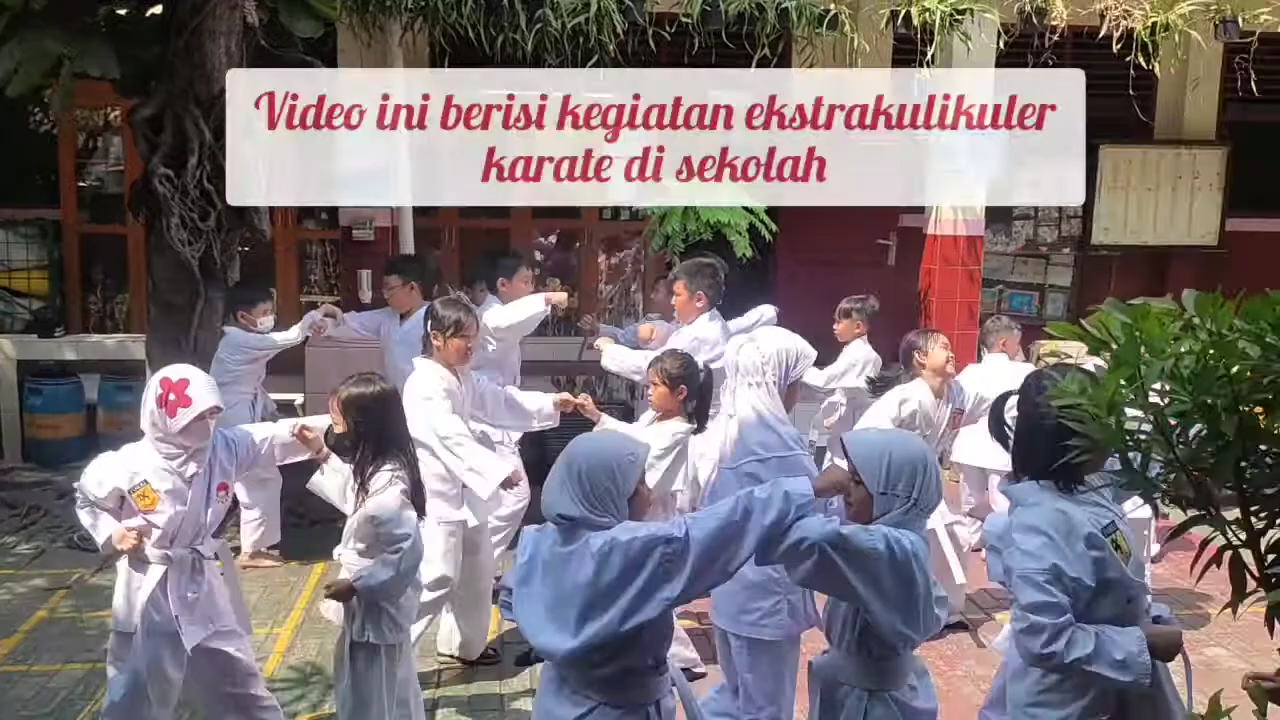 Video ini berisi kegiatan ekstrakulikuler
karate di sekolah